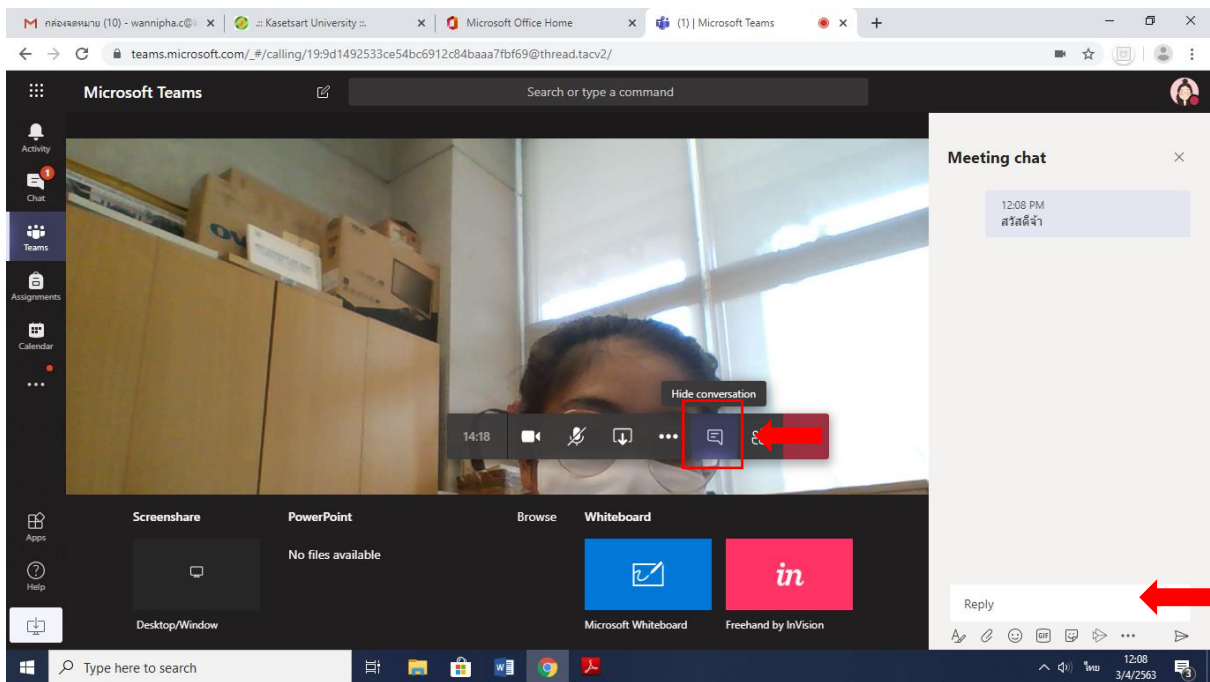 กล่องจดหมาย (10) - wannipha.c@
.:: Kasetsart University ::.
Microsoft Office Home
(1) | Microsoft Teams
teams.microsoft.com/_#/calling/19:9d1492533ce54bc6912c84baaa7fbf69@thread.tacv2/
Microsoft Teams
Search or type a command
Activity
1
Chat
Teams
Assignments
Calendar
Apps
Help
Meeting chat
12:08 PM
สวัสดีจ้า
Hide conversation
14:18
Screenshare
PowerPoint
Browse
Whiteboard
No files available
in
Desktop/Window
Microsoft Whiteboard
Freehand by InVision
Reply
GIF
Type here to search
ไทย
12:08
3/4/2563
3